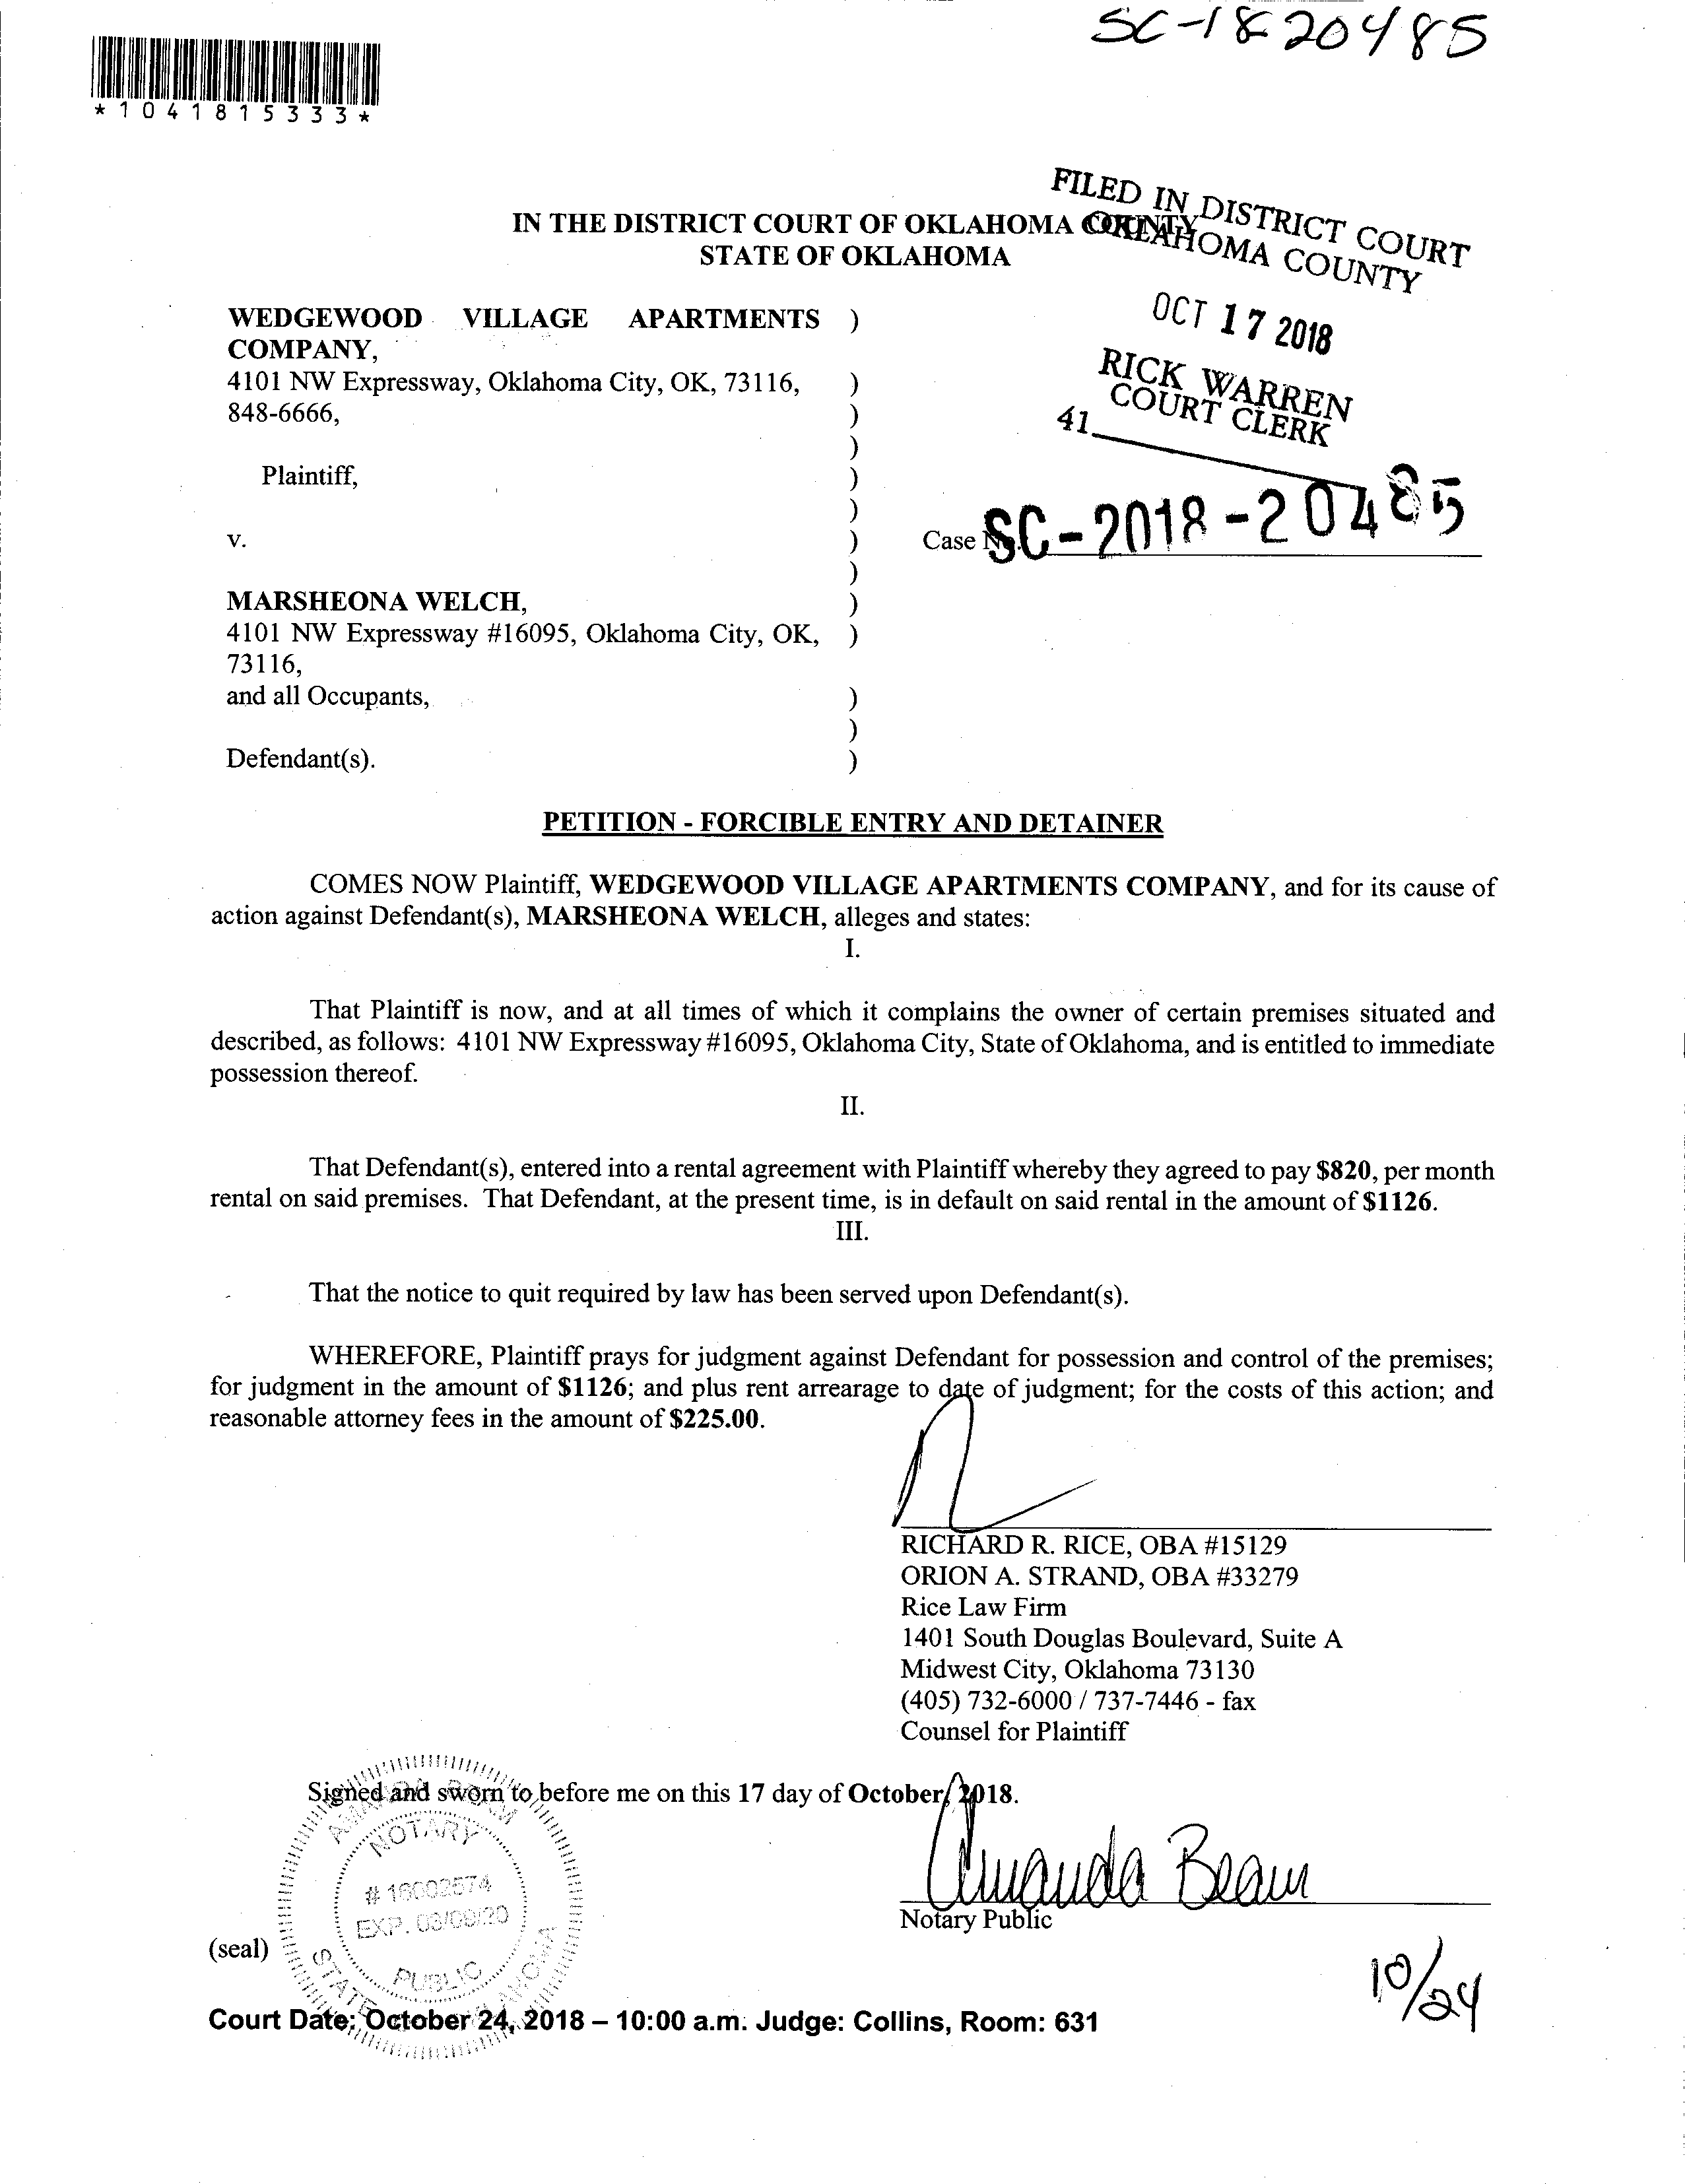 SC-1820485
*1041815333*
FILED IN DISTRICT COURT
OKLAHOMA COUNTY
IN THE DISTRICT COURT OF OKLAHOMA COUNTY
STATE OF OKLAHOMA
OCT 17 2018
RICK WARREN
COURT CLERK
41
WEDGEWOOD VILLAGE APARTMENTS )
COMPANY,
4101 NW Expressway, Oklahoma City, OK, 73116, )
848-6666, )
)
Plaintiff, )
)
v. ) Case No. SC-2018-20485
)
MARSHEONA WELCH, )
4101 NW Expressway #16095, Oklahoma City, OK, )
73116,
and all Occupants, )
)
Defendant(s). )
PETITION - FORCIBLE ENTRY AND DETAINER
COMES NOW Plaintiff, WEDGEWOOD VILLAGE APARTMENTS COMPANY, and for its cause of
action against Defendant(s), MARSHEONA WELCH, alleges and states:
I.
That Plaintiff is now, and at all times of which it complains the owner of certain premises situated and
described, as follows: 4101 NW Expressway #16095, Oklahoma City, State of Oklahoma, and is entitled to immediate
possession thereof.
II.
That Defendant(s), entered into a rental agreement with Plaintiff whereby they agreed to pay $820, per month
rental on said premises. That Defendant, at the present time, is in default on said rental in the amount of $1126.
III.
That the notice to quit required by law has been served upon Defendant(s).
WHEREFORE, Plaintiff prays for judgment against Defendant for possession and control of the premises;
for judgment in the amount of $1126; and plus rent arrearage to date of judgment; for the costs of this action; and
reasonable attorney fees in the amount of $225.00.
RICHARD R. RICE, OBA #15129
ORION A. STRAND, OBA #33279
Rice Law Firm
1401 South Douglas Boulevard, Suite A
Midwest City, Oklahoma 73130
(405) 732-6000 / 737-7446 - fax
Counsel for Plaintiff
Signed and sworn to before me on this 17 day of October, 2018.
AMANDA BEAM
NOTARY
# 16002574
EXP. 03/09/20
PUBLIC
STATE OF OKLAHOMA
Amanda Beam
Notary Public
(seal)
10/24
Court Date: October 24, 2018 – 10:00 a.m. Judge: Collins, Room: 631